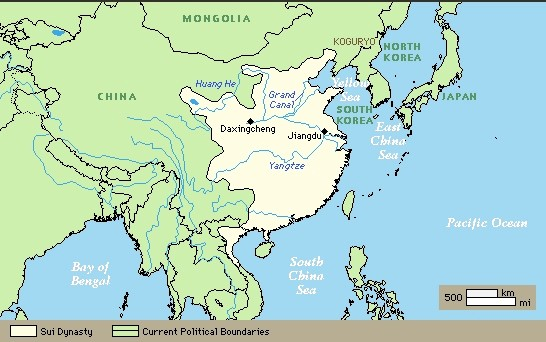 MONGOLIA
KOGURYO
NORTH
KOREA
Huang He
Grand
Canal
Yellow
Sea
CHINA
JAPAN
SOUTH
KOREA
Daxingcheng
Jiangdu
East
China
Sea
Yangtze
Pacific Ocean
Bay of
Bengal
South
China
Sea
500 km
mi
Sui Dynasty
Current Political Boundaries